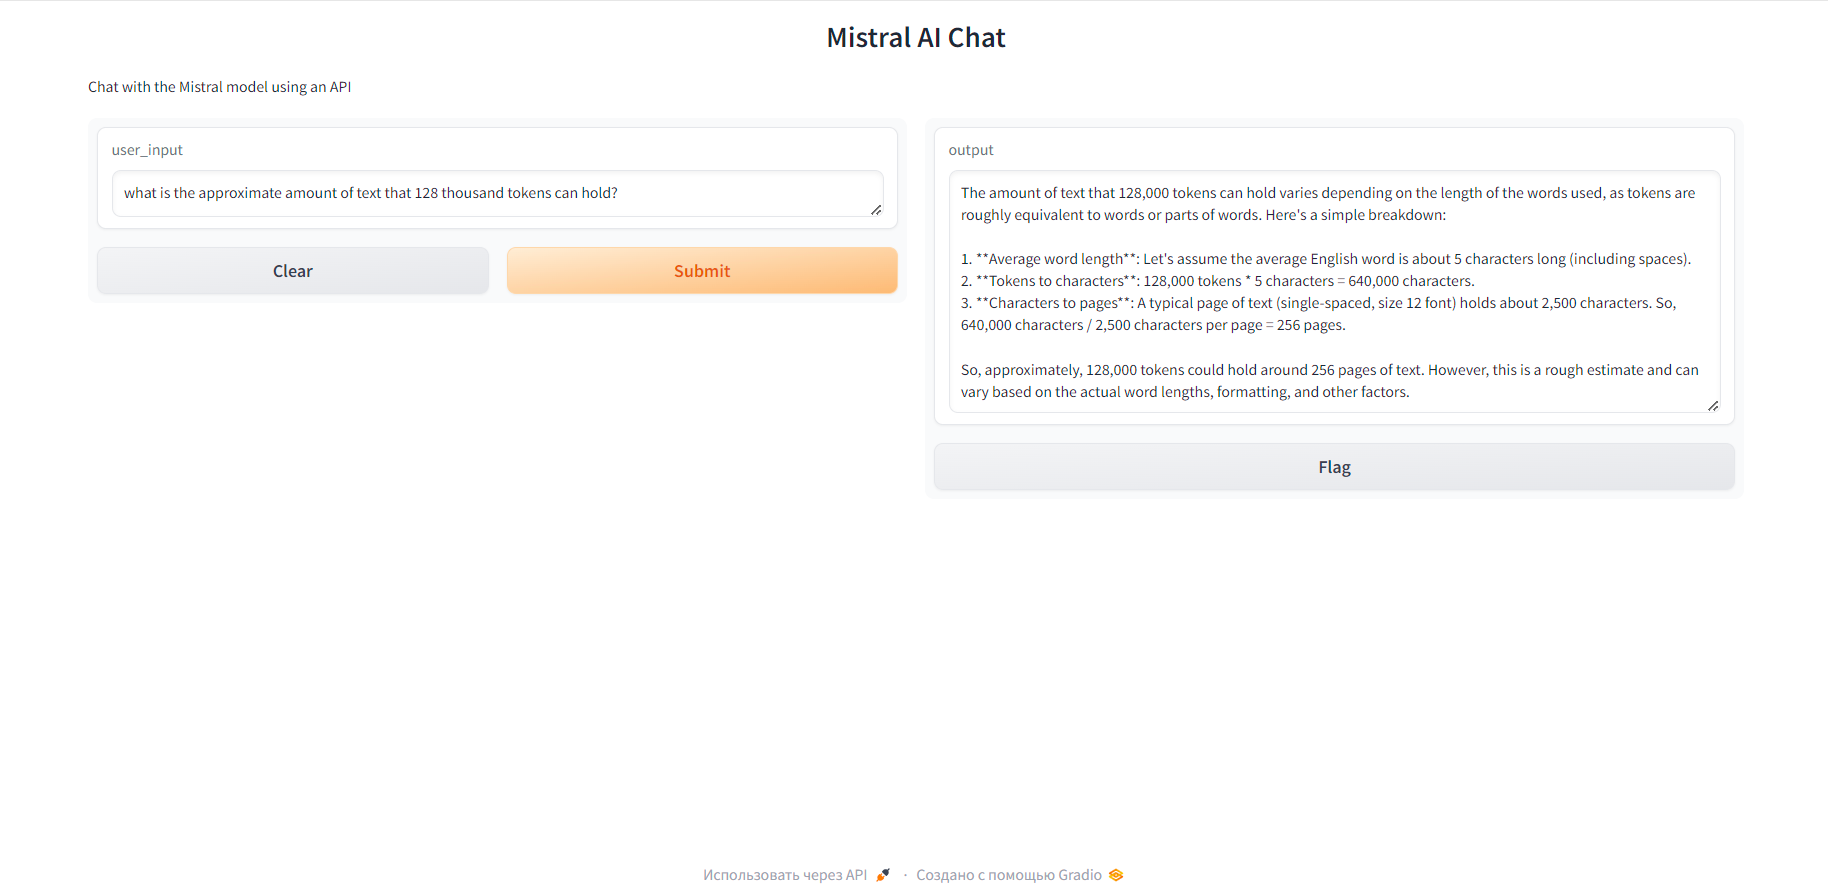 Mistral AI Chat
Chat with the Mistral model using an API
user_input
what is the approximate amount of text that 128 thousand tokens can hold?
Clear
Submit
output
The amount of text that 128,000 tokens can hold varies depending on the length of the words used, as tokens are
roughly equivalent to words or parts of words. Here's a simple breakdown:
1. **Average word length**: Let's assume the average English word is about 5 characters long (including spaces).
2. **Tokens to characters**: 128,000 tokens * 5 characters = 640,000 characters.
3. **Characters to pages**: A typical page of text (single-spaced, size 12 font) holds about 2,500 characters. So,
640,000 characters / 2,500 characters per page = 256 pages.
So, approximately, 128,000 tokens could hold around 256 pages of text. However, this is a rough estimate and can
vary based on the actual word lengths, formatting, and other factors.
Flag
Использовать через API · Создано с помощью Gradio